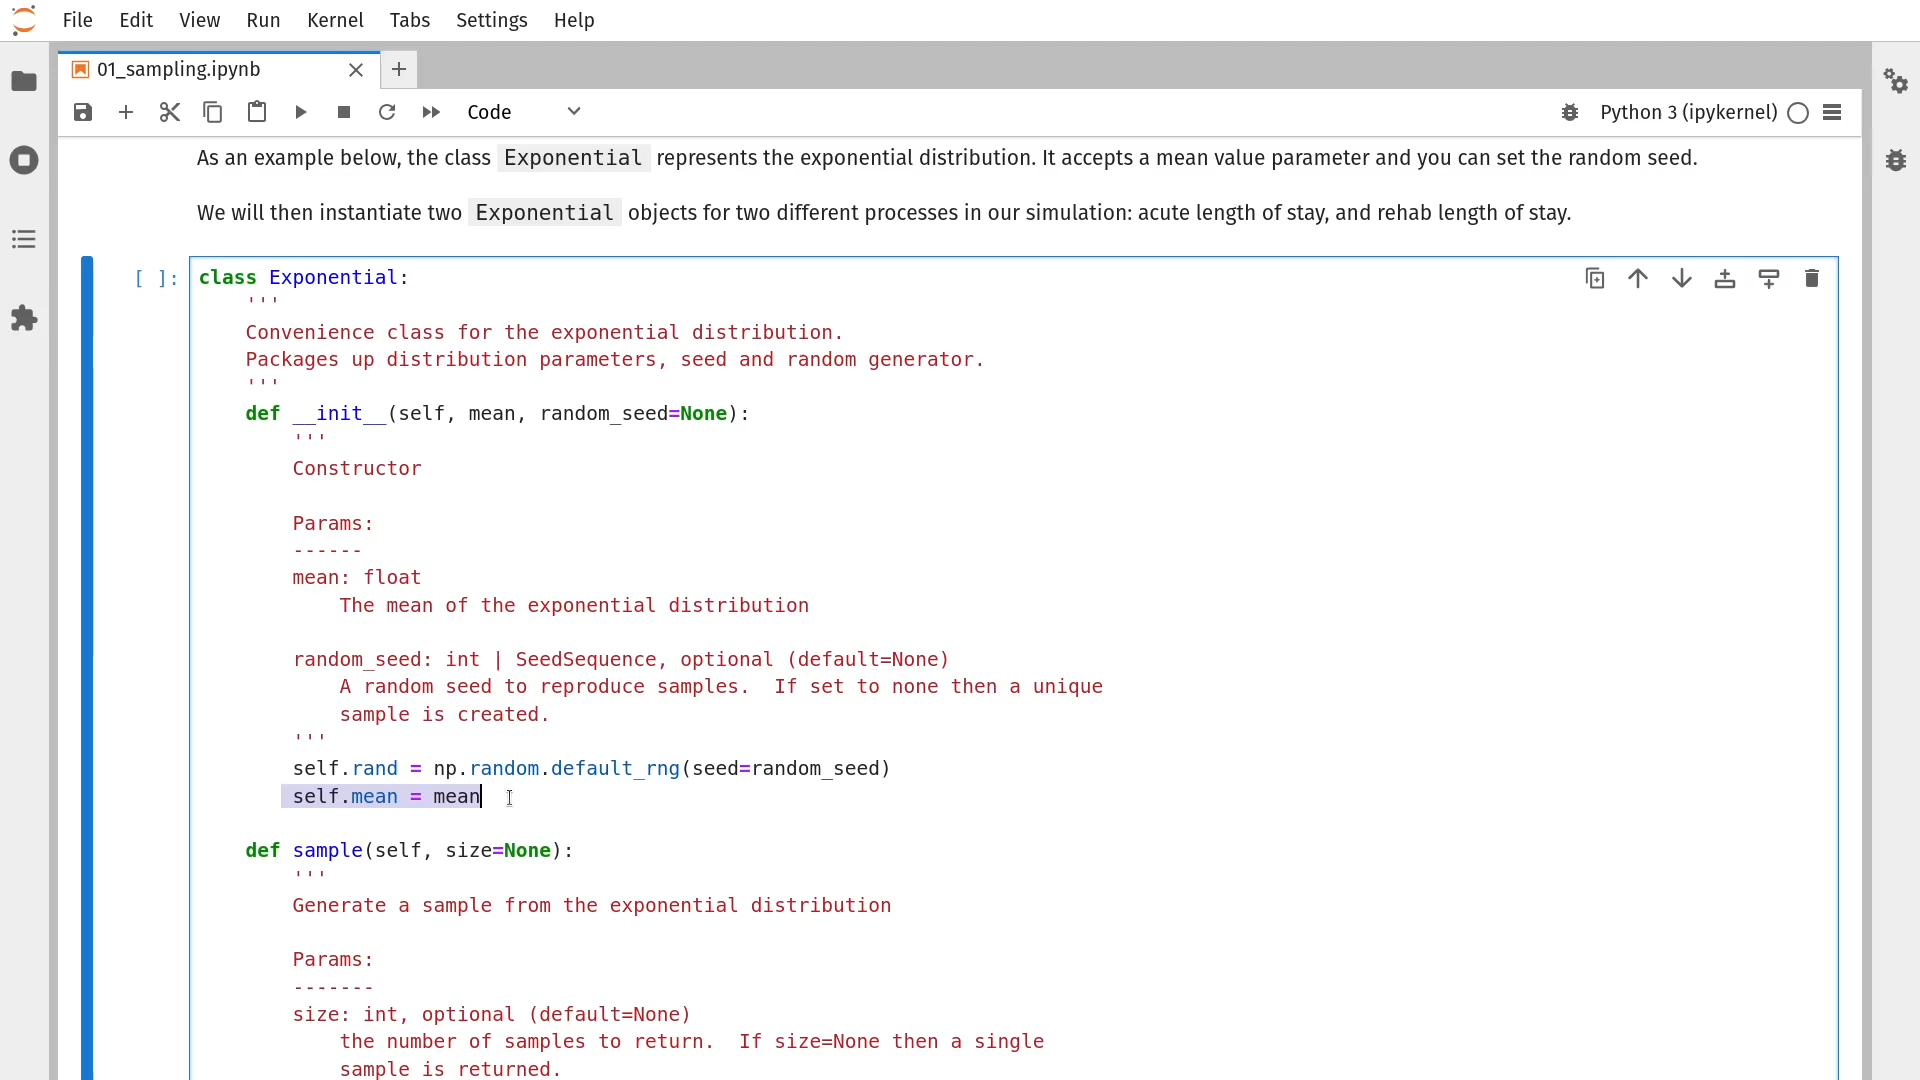 File Edit View Run Kernel Tabs Settings Help
01_sampling.ipynb
Code
Python 3 (ipykernel)
As an example below, the class Exponential represents the exponential distribution. It accepts a mean value parameter and you can set the random seed.
We will then instantiate two Exponential objects for two different processes in our simulation: acute length of stay, and rehab length of stay.
[ ]: class Exponential:
'''
Convenience class for the exponential distribution.
Packages up distribution parameters, seed and random generator.
'''
def __init__(self, mean, random_seed=None):
'''
Constructor
Params:
------
mean: float
The mean of the exponential distribution
random_seed: int | SeedSequence, optional (default=None)
A random seed to reproduce samples.  If set to none then a unique
sample is created.
'''
self.rand = np.random.default_rng(seed=random_seed)
self.mean = mean
def sample(self, size=None):
'''
Generate a sample from the exponential distribution
Params:
-------
size: int, optional (default=None)
the number of samples to return.  If size=None then a single
sample is returned.